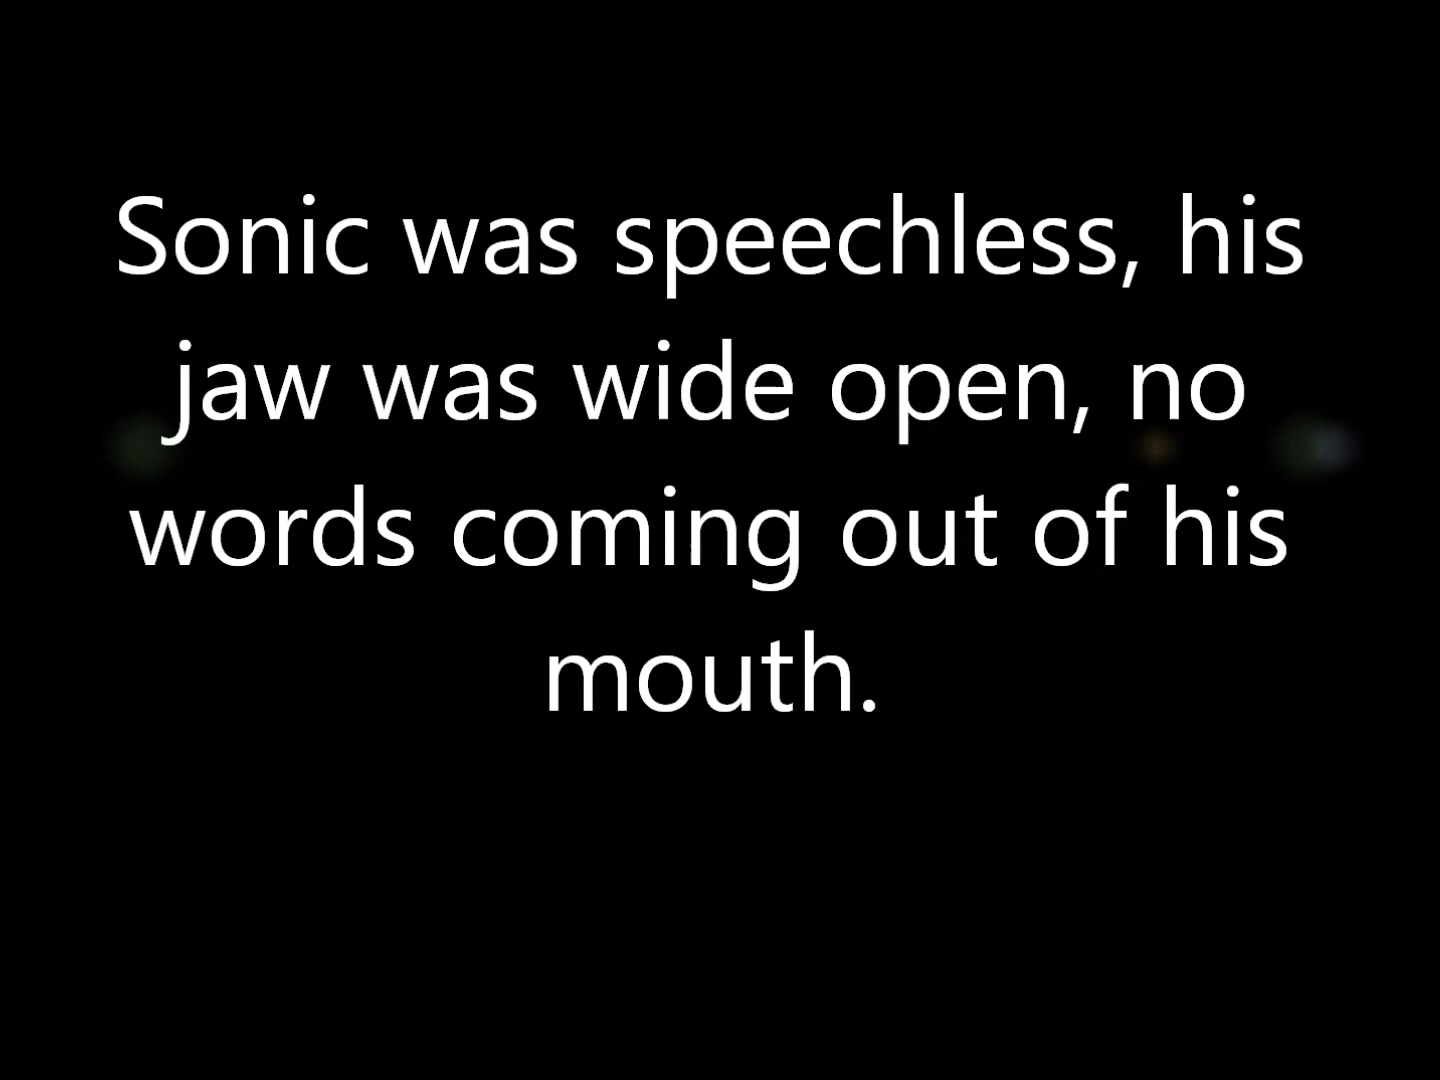 Sonic was speechless, his
jaw was wide open, no
words coming out of his
mouth.